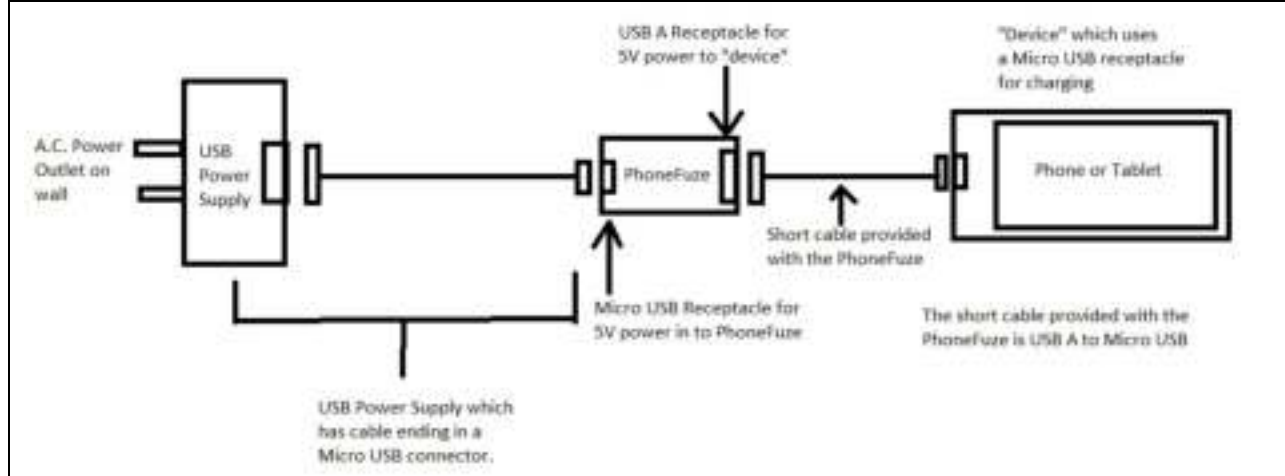 USB A Receptacle for
5V power to "device"
"Device" which uses
a Micro USB receptacle
for charging
A.C. Power
Outlet on
wall
USB
Power
Supply
PhoneFuze
Phone or Tablet
Short cable provided
with the PhoneFuze
Micro USB Receptacle for
5V power in to PhoneFuze
The short cable provided with the
PhoneFuze is USB A to Micro USB
USB Power Supply which
has cable ending in a
Micro USB connector.